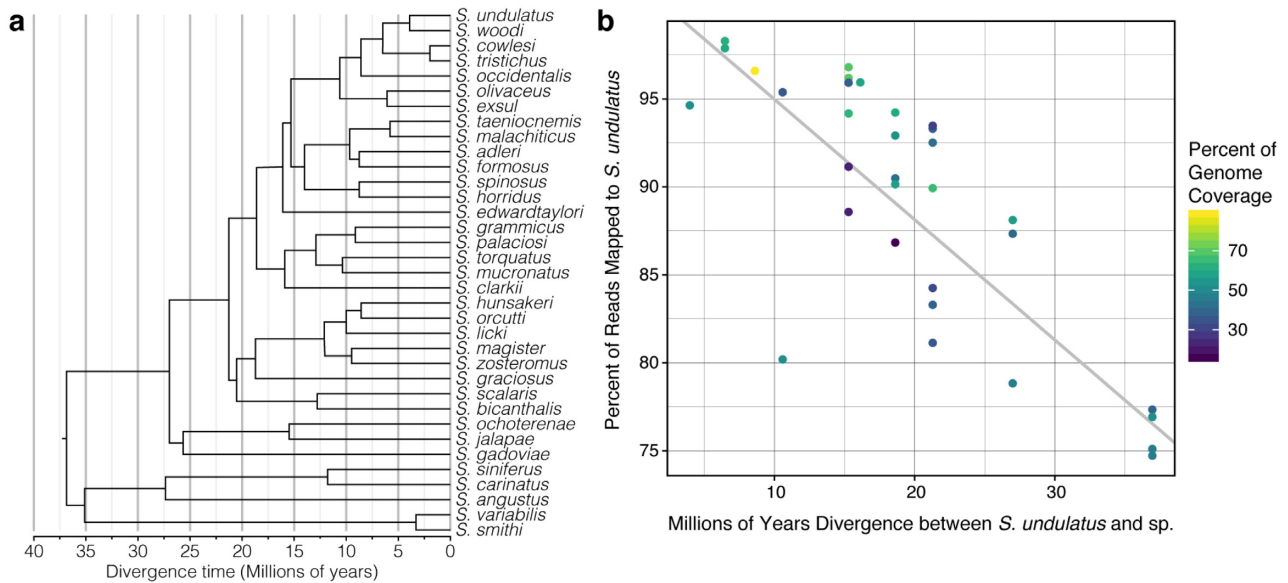 a
S. undulatus
S. woodi
S. cowlesi
S. tristichus
S. occidentalis
S. olivaceus
S. exsul
S. taeniocnemis
S. malachiticus
S. adleri
S. formosus
S. spinosus
S. horridus
S. edwardtaylori
S. grammicus
S. palaciosi
S. torquatus
S. mucronatus
S. clarkii
S. hunsakeri
S. orcutti
S. licki
S. magister
S. zosteromus
S. graciosus
S. scalaris
S. bicanthalis
S. ochoterenae
S. jalapae
S. gadoviae
S. siniferus
S. carinatus
S. angustus
S. variabilis
S. smithi
40 35 30 25 20 15 10 5 0
Divergence time (Millions of years)
b
Percent of Reads Mapped to S. undulatus
95
90
85
80
75
10 20 30
Millions of Years Divergence between S. undulatus and sp.
Percent of
Genome
Coverage
70
50
30